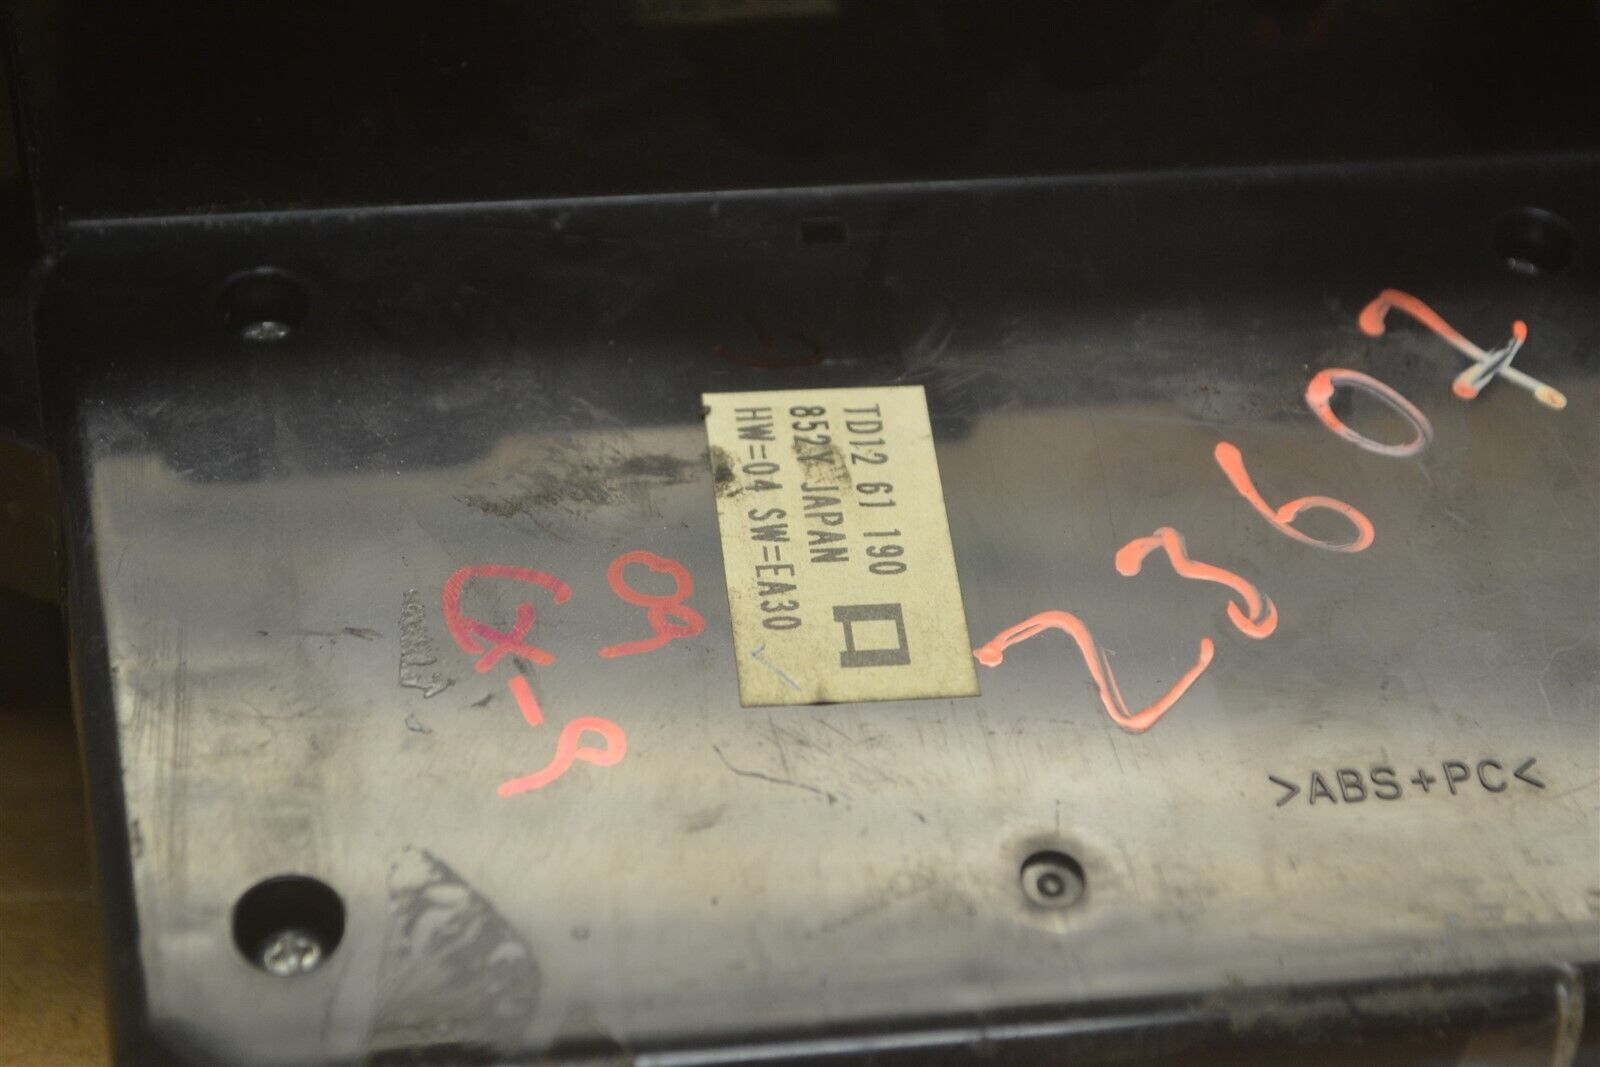 TD12 61 190
852Y JAPAN
HW=04 SW=EA30
09
CX-9
23607
>ABS+PC<